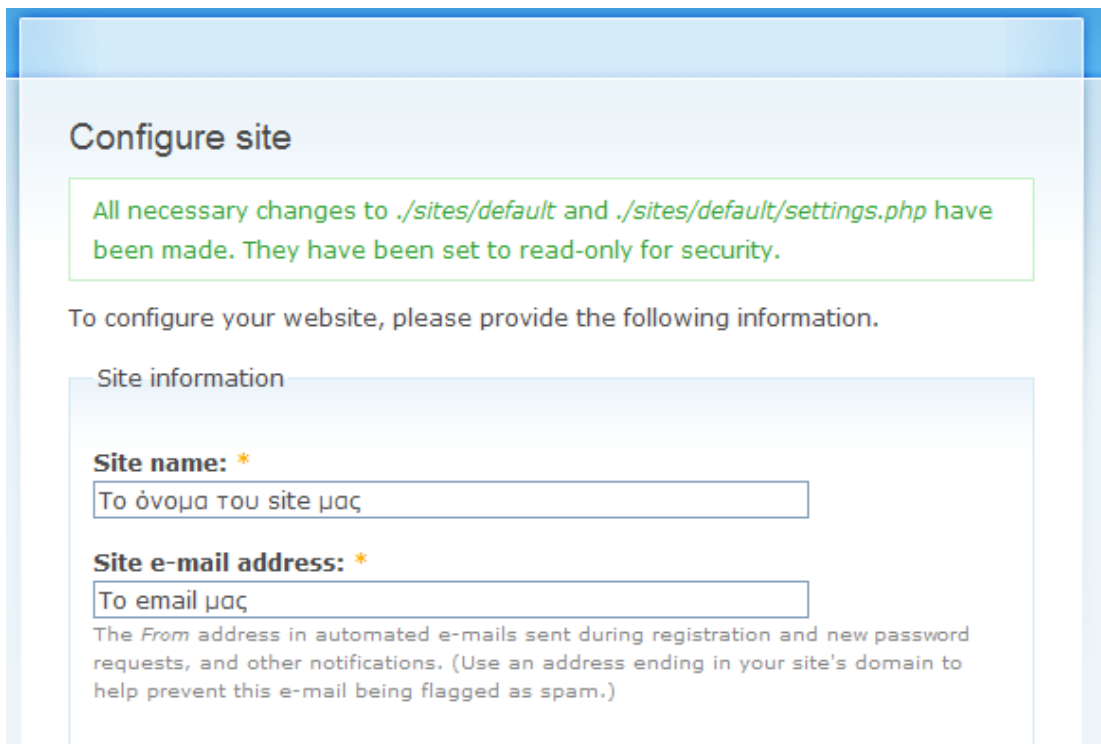 Configure site
All necessary changes to ./sites/default and ./sites/default/settings.php have
been made. They have been set to read-only for security.
To configure your website, please provide the following information.
Site information
Site name: *
Το όνομα του site μας
Site e-mail address: *
Το email μας
The From address in automated e-mails sent during registration and new password
requests, and other notifications. (Use an address ending in your site's domain to
help prevent this e-mail being flagged as spam.)